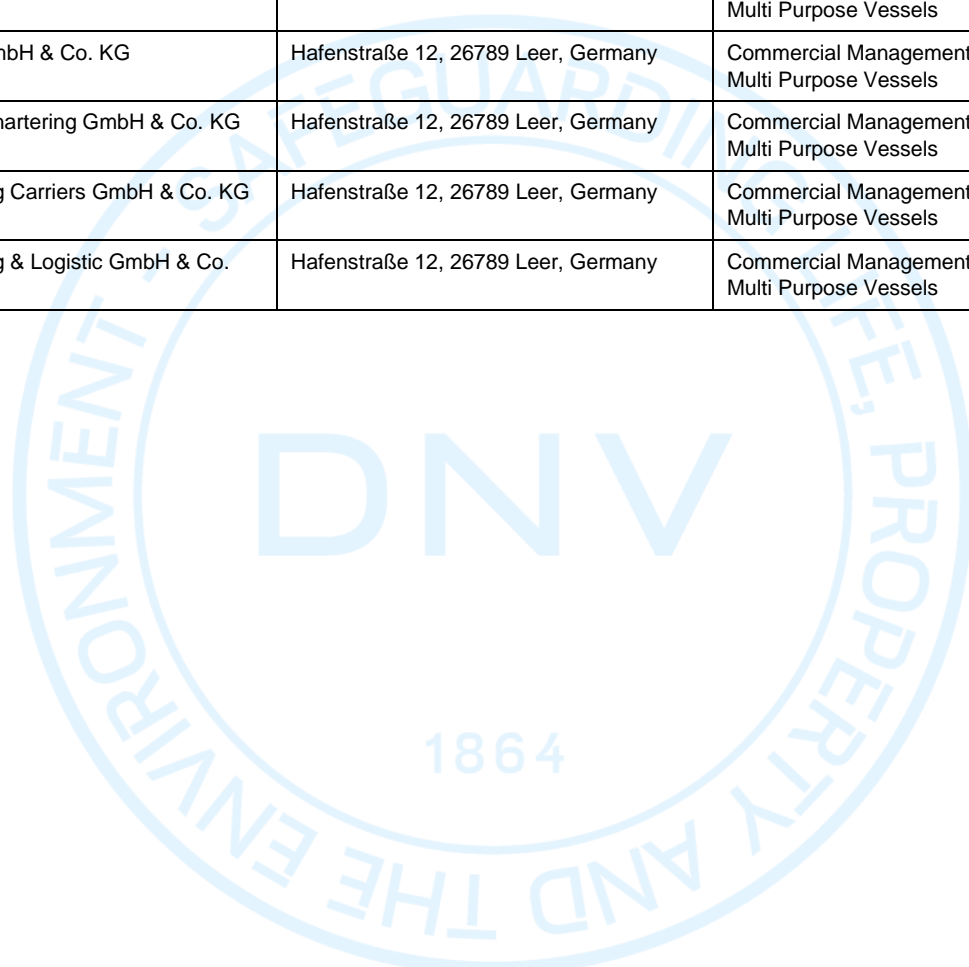 Multi Purpose Vessels
mbH & Co. KG Hafenstraße 12, 26789 Leer, Germany Commercial Management
Multi Purpose Vessels
hartering GmbH & Co. KG Hafenstraße 12, 26789 Leer, Germany Commercial Management
Multi Purpose Vessels
g Carriers GmbH & Co. KG Hafenstraße 12, 26789 Leer, Germany Commercial Management
Multi Purpose Vessels
g & Logistic GmbH & Co. Hafenstraße 12, 26789 Leer, Germany Commercial Management
Multi Purpose Vessels
SAFEGUARDING LIFE, PROPERTY AND THE ENVIRONMENT -
DNV
1864